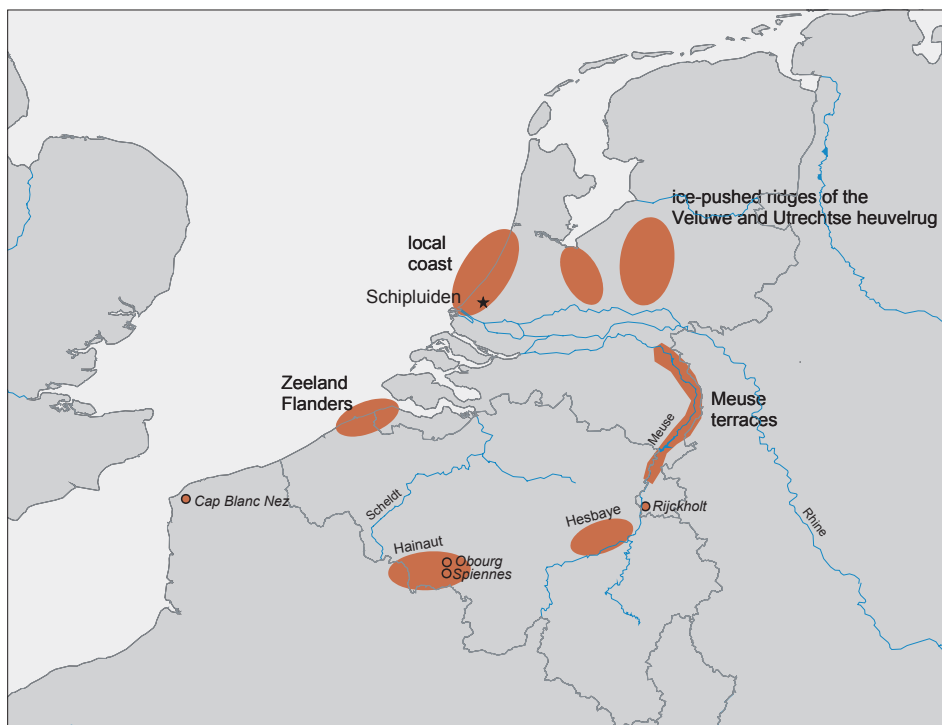 ice-pushed ridges of the
Veluwe and Utrechtse heuvelrug
local
coast
Schipluiden
Zeeland
Flanders
Meuse
terraces
Meuse
Cap Blanc Nez
Scheldt
Hesbaye
Rijckholt
Rhine
Hainaut
Obourg
Spiennes